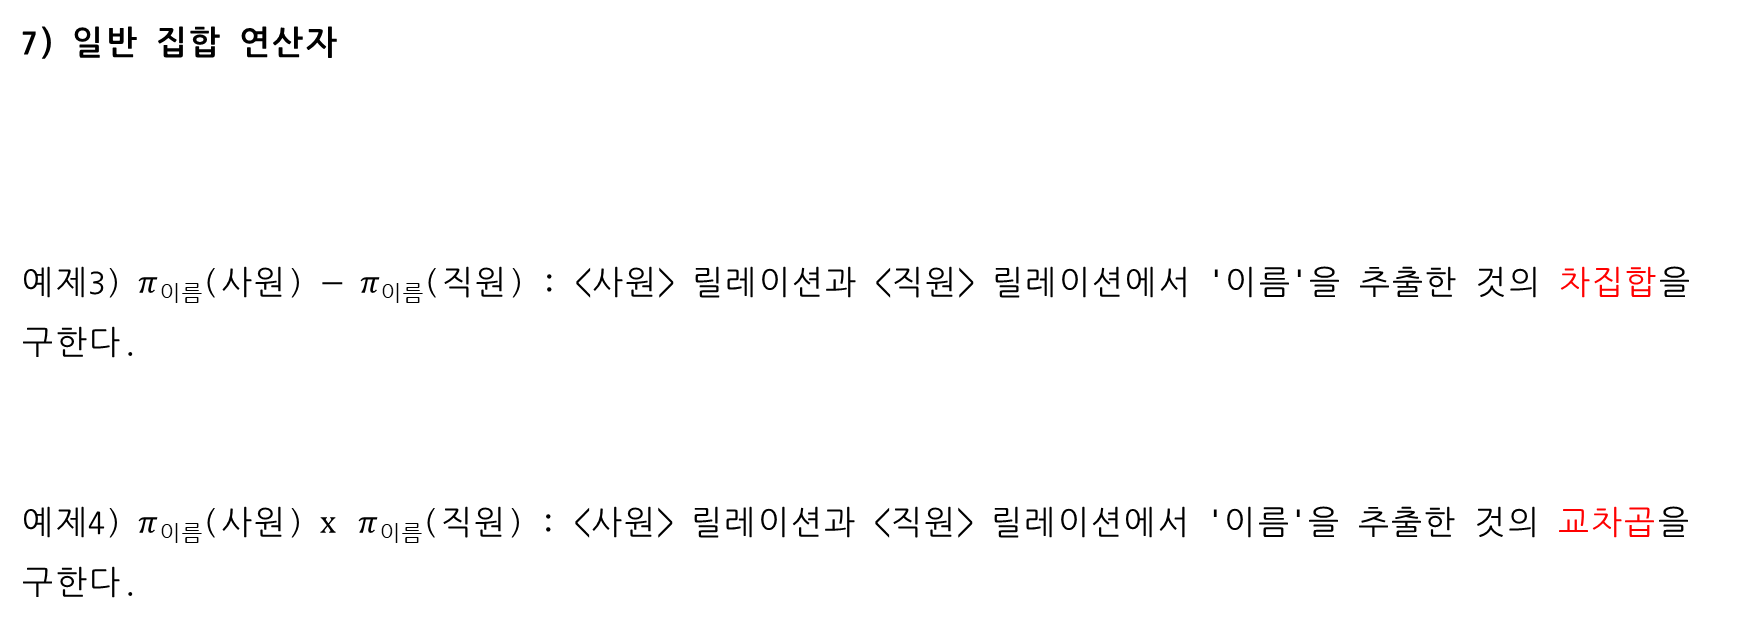 7) 일반 집합 연산자
예제3) π이름(사원) − π이름(직원) : <사원> 릴레이션과 <직원> 릴레이션에서 '이름'을 추출한 것의 차집합을
구한다.
예제4) π이름(사원) x π이름(직원) : <사원> 릴레이션과 <직원> 릴레이션에서 '이름'을 추출한 것의 교차곱을
구한다.